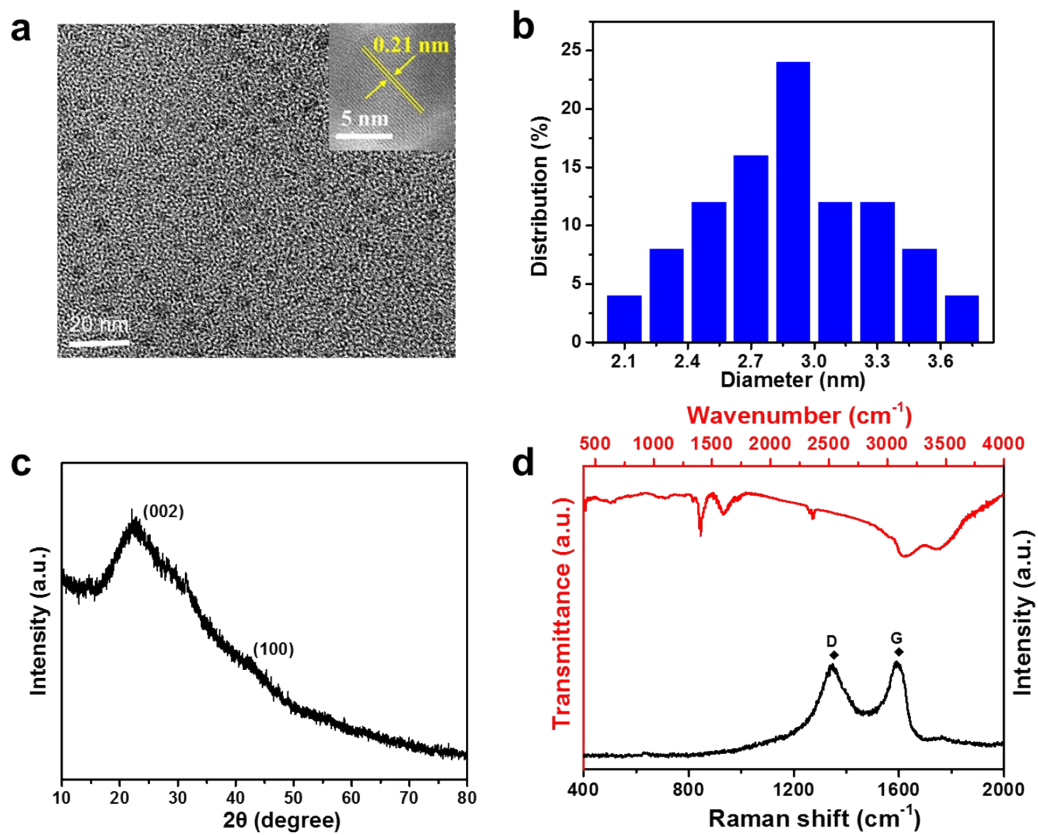 a
0.21 nm
5 nm
20 nm
b
Distribution (%)
25
20
15
10
5
0
2.1 2.4 2.7 3.0 3.3 3.6
Diameter (nm)
c
Intensity (a.u.)
(002)
(100)
10 20 30 40 50 60 70 80
2θ (degree)
d
Wavenumber (cm⁻¹)
500 1000 1500 2000 2500 3000 3500 4000
Transmittance (a.u.)
Intensity (a.u.)
D
G
400 800 1200 1600 2000
Raman shift (cm⁻¹)